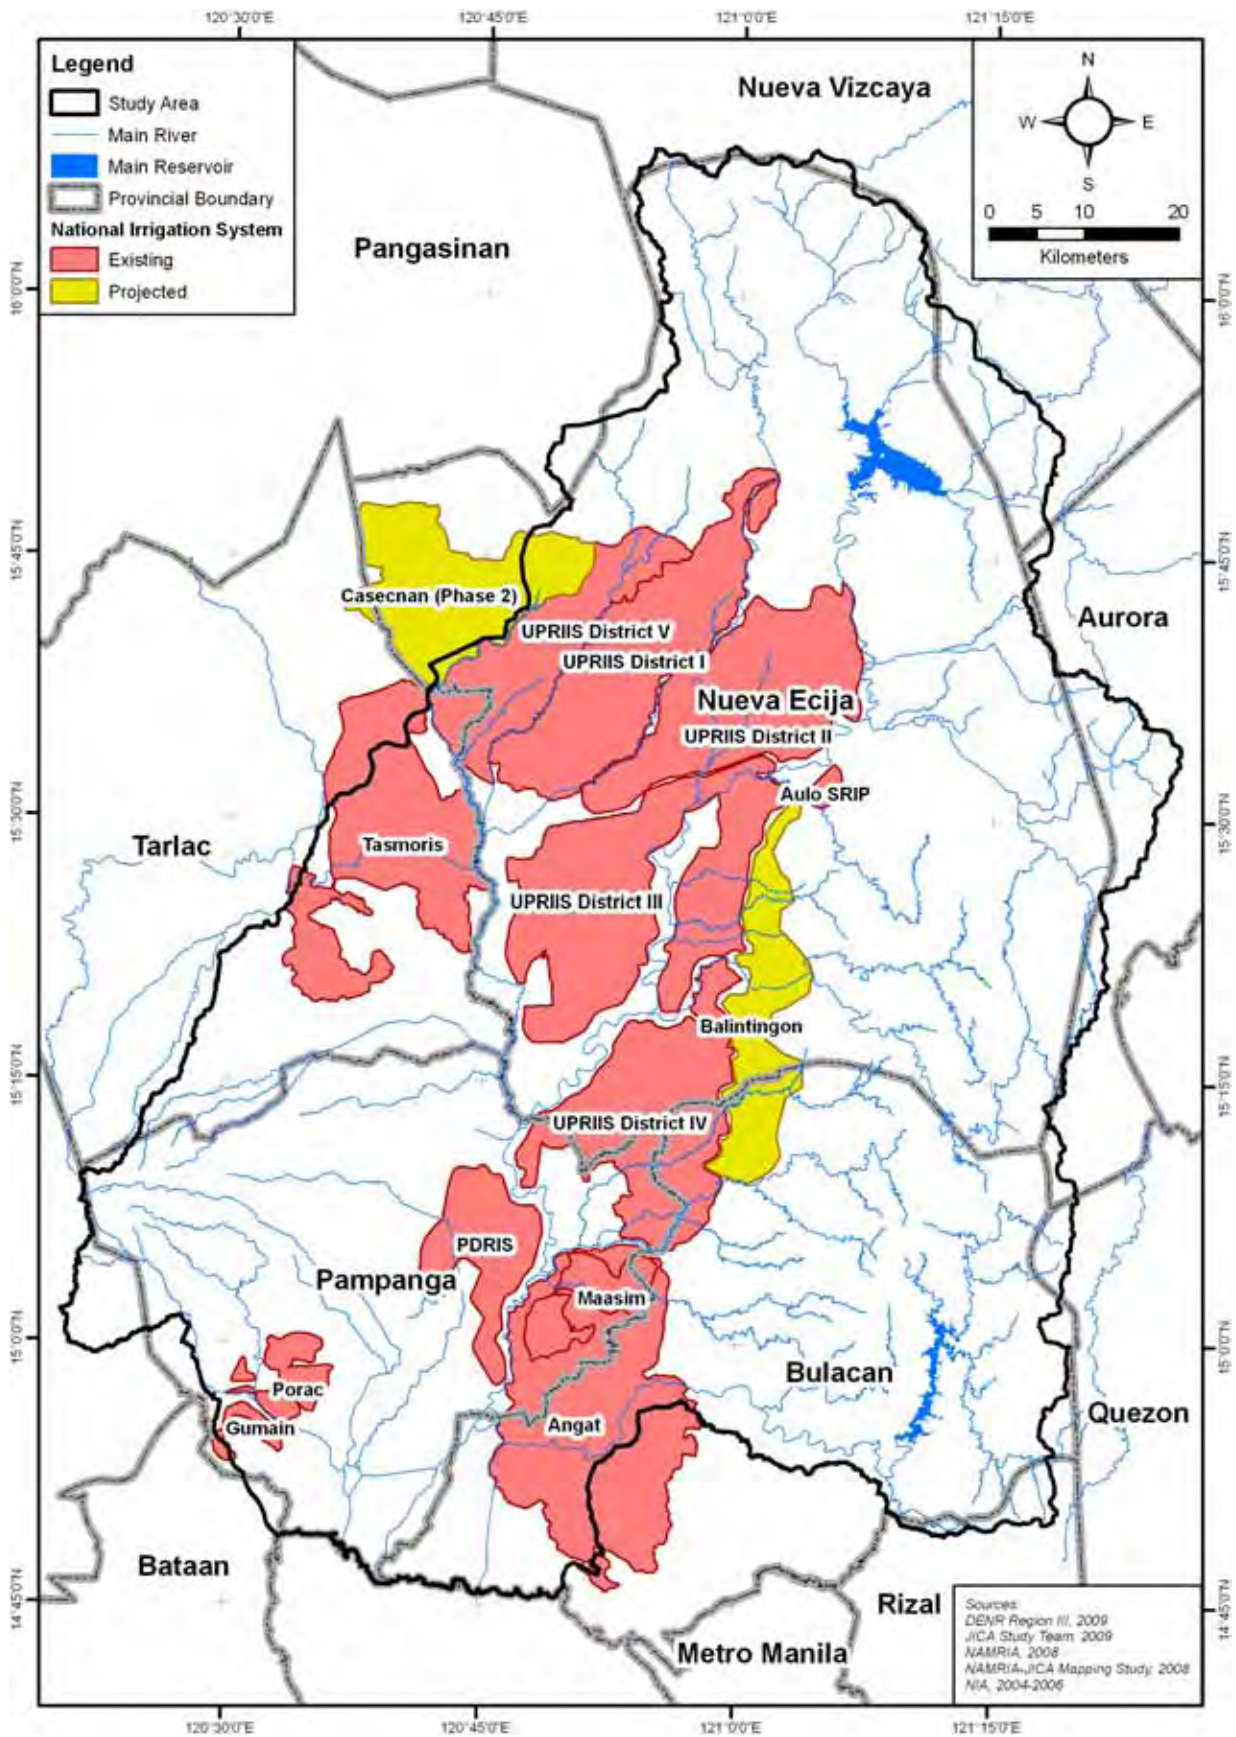 120°30'0"E
120°45'0"E
121°0'0"E
121°15'0"E
Legend
Study Area
Main River
Main Reservoir
Provincial Boundary
National Irrigation System
Existing
Projected
Nueva Vizcaya
N
W
E
S
0 5 10 20
Kilometers
Pangasinan
16°0'0"N
16°0'0"N
15°45'0"N
15°45'0"N
Casecnan (Phase 2)
Aurora
UPRIIS District V
UPRIIS District I
Nueva Ecija
UPRIIS District II
Aulo SRIP
15°30'0"N
15°30'0"N
Tarlac
Tasmoris
UPRIIS District III
Balintingon
15°15'0"N
15°15'0"N
UPRIIS District IV
PDRIS
Pampanga
Maasim
15°0'0"N
15°0'0"N
Bulacan
Porac
Quezon
Gumain
Angat
Bataan
14°45'0"N
14°45'0"N
Rizal
Metro Manila
Sources:
DENR Region III, 2009
JICA Study Team, 2009
NAMRIA, 2008
NAMRIA-JICA Mapping Study, 2008
NIA, 2004-2006
120°30'0"E
120°45'0"E
121°0'0"E
121°15'0"E